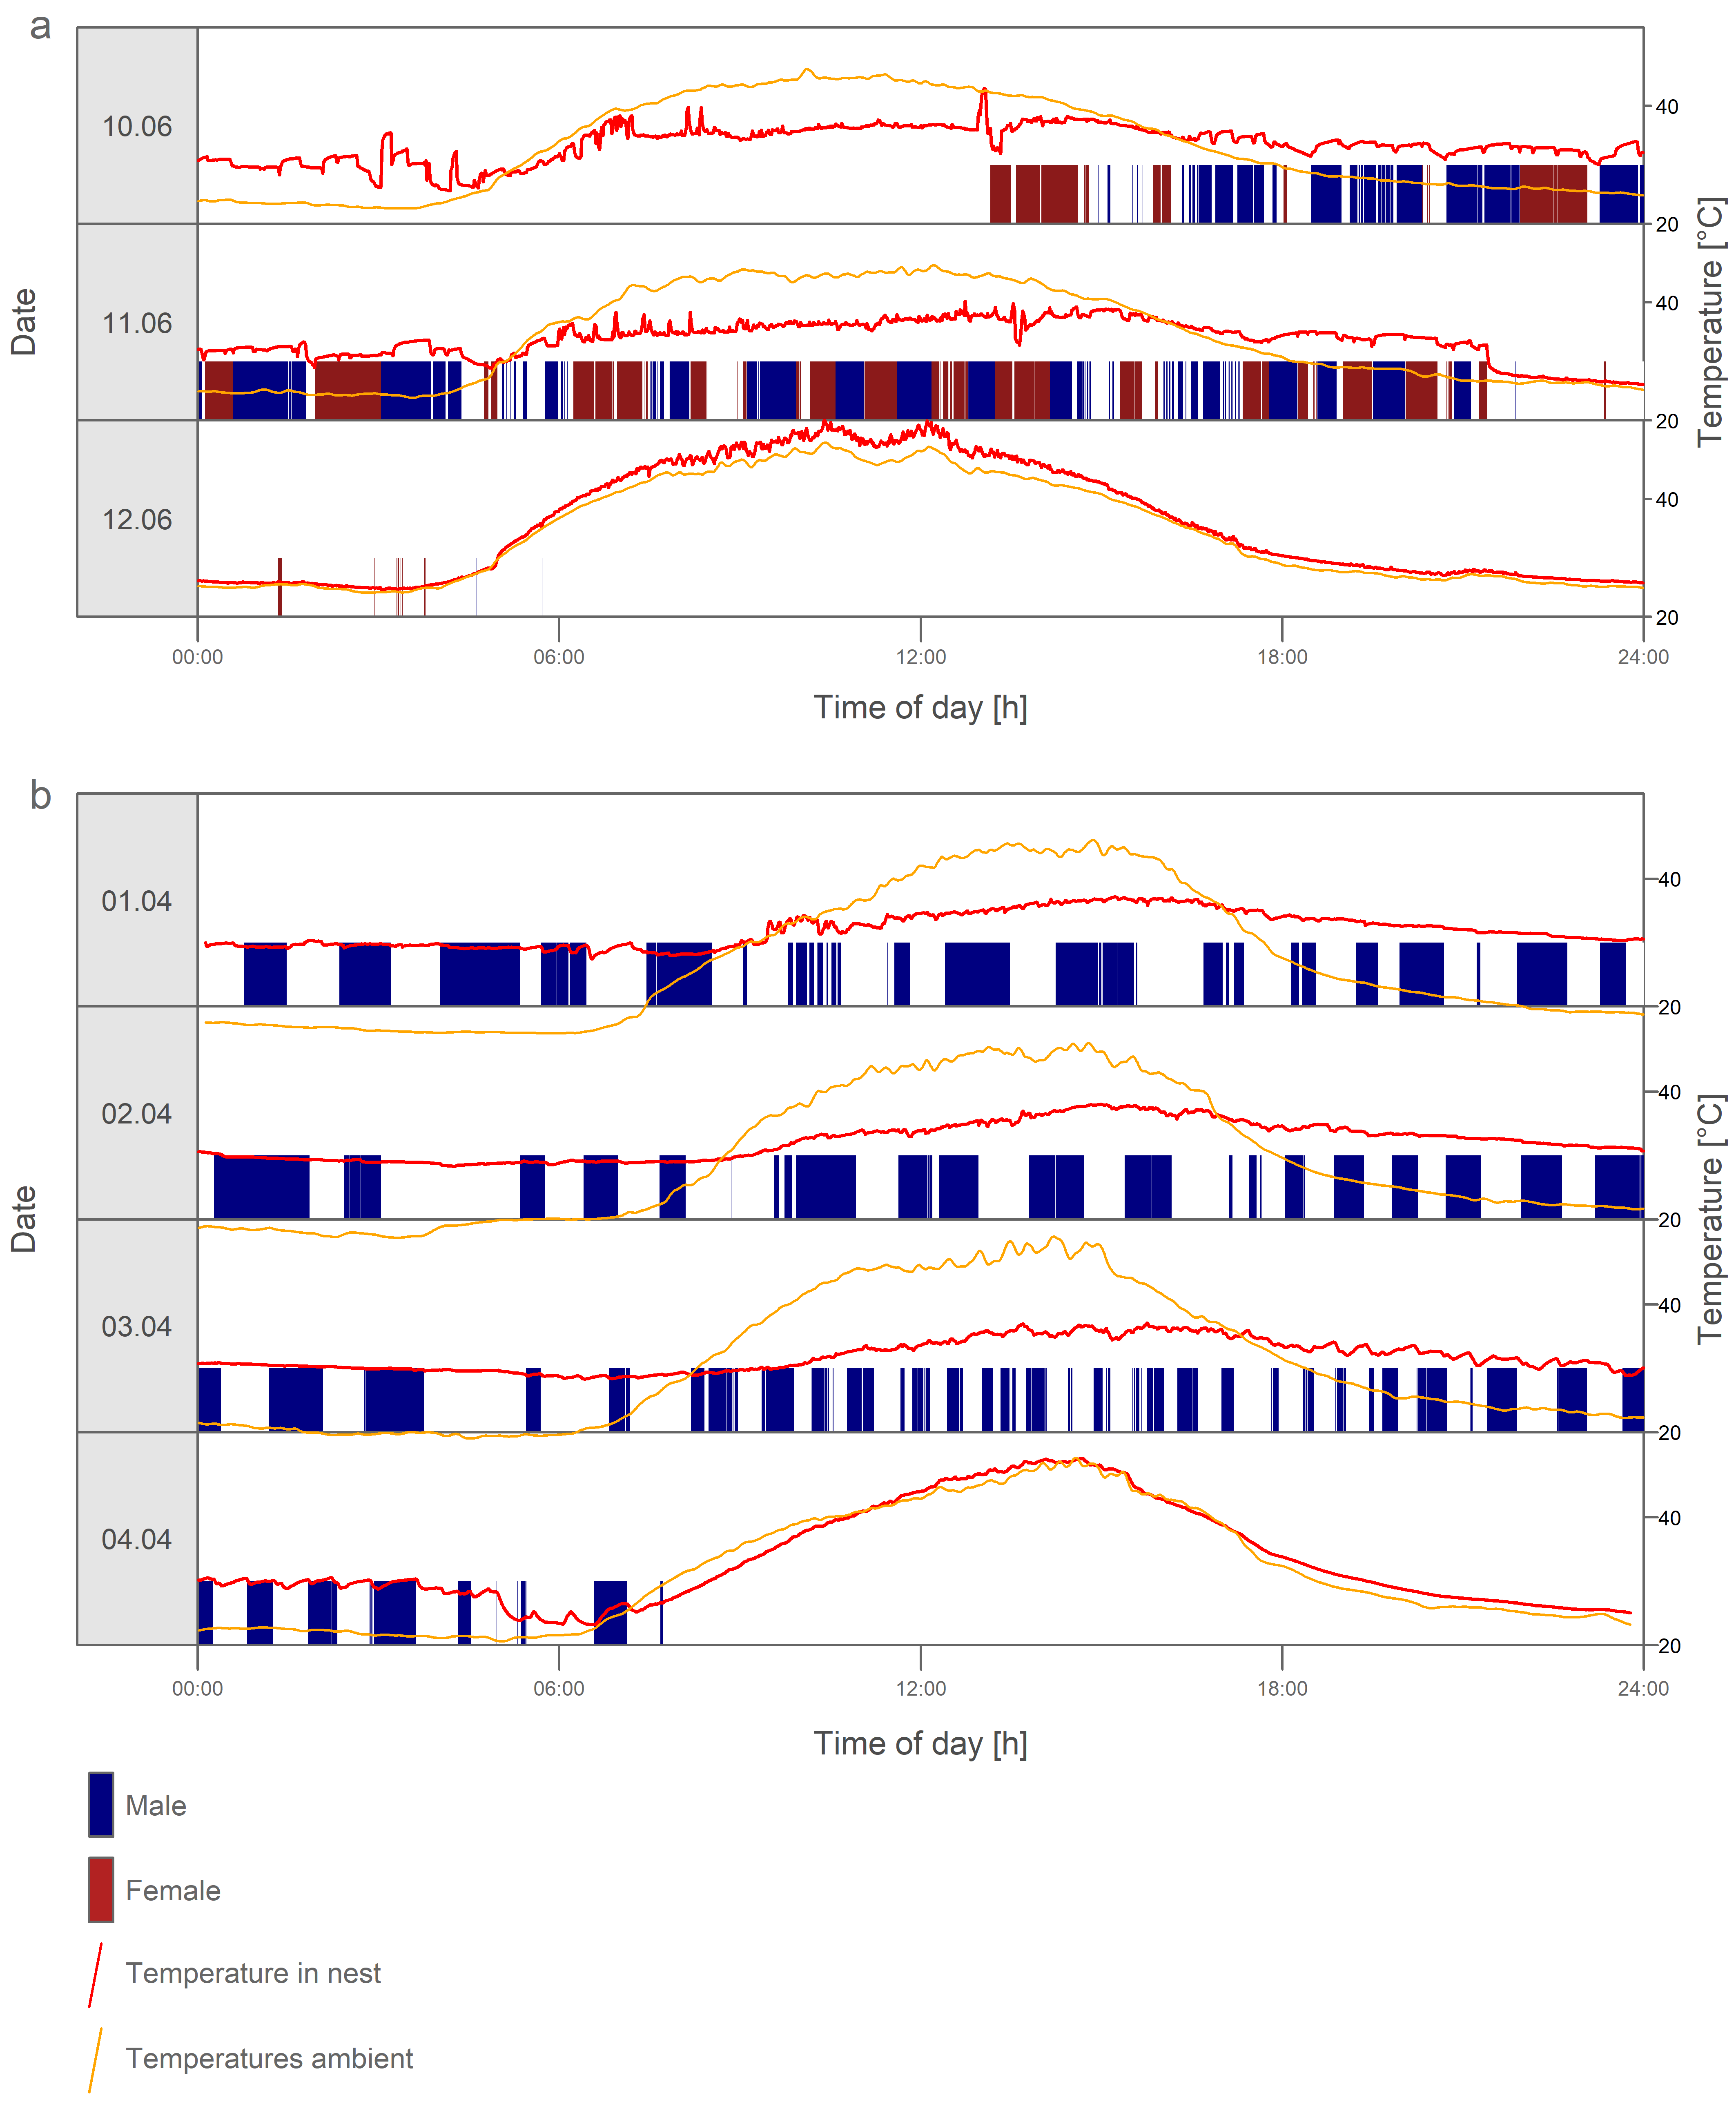 a
10.06
11.06
12.06
Date
40
20
40
20
40
20
Temperature [°C]
00:00 06:00 12:00 18:00 24:00
Time of day [h]
b
01.04
02.04
03.04
04.04
Date
40
20
40
20
40
20
40
20
Temperature [°C]
00:00 06:00 12:00 18:00 24:00
Time of day [h]
Male
Female
Temperature in nest
Temperatures ambient